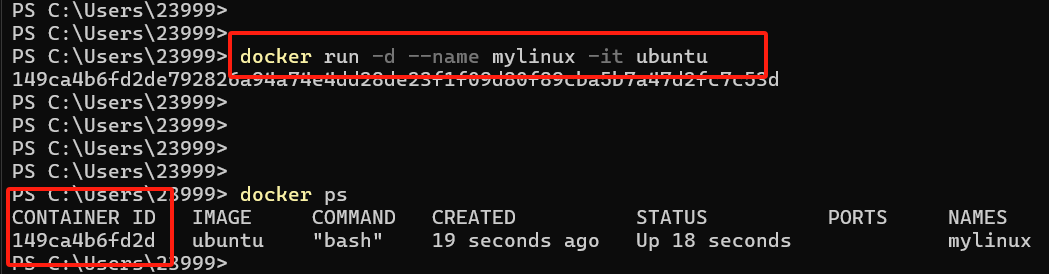 PS C:\Users\23999>
PS C:\Users\23999>
PS C:\Users\23999> docker run -d --name mylinux -it ubuntu
149ca4b6fd2de792826a94a74e4dd28de23f1f09d80f89cba5b7a47d2fc7c53d
PS C:\Users\23999>
PS C:\Users\23999>
PS C:\Users\23999>
PS C:\Users\23999>
PS C:\Users\23999> docker ps
CONTAINER ID IMAGE COMMAND CREATED STATUS PORTS NAMES
149ca4b6fd2d ubuntu "bash" 19 seconds ago Up 18 seconds mylinux
PS C:\Users\23999>